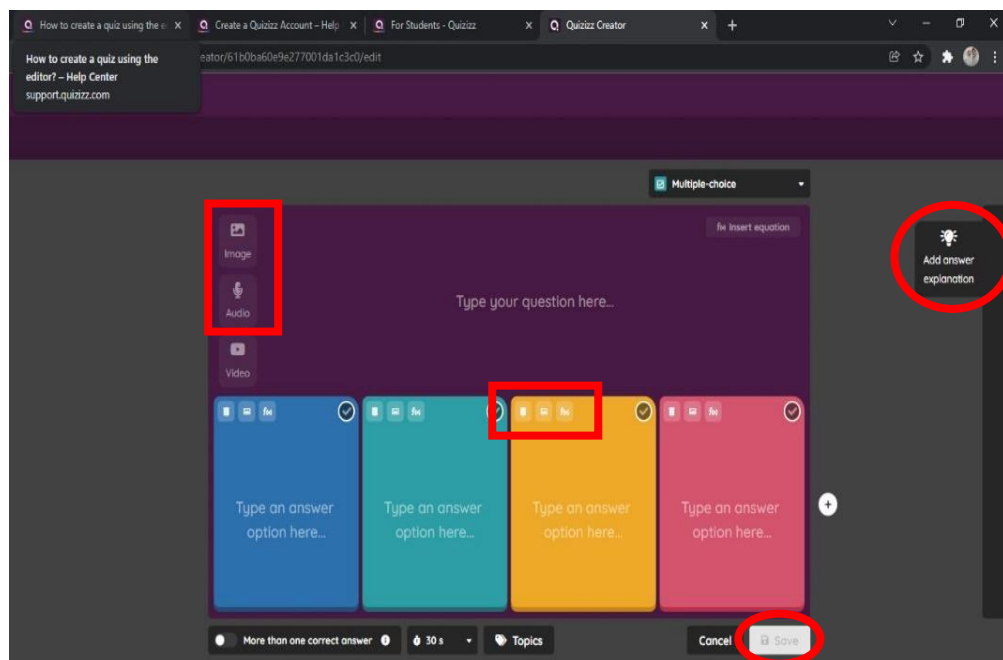 How to create a quiz using the e
Create a Quizizz Account – Help
For Students - Quizizz
Quizizz Creator
How to create a quiz using the
editor? – Help Center
support.quizizz.com
eator/61b0ba60e9e277001da1c3c0/edit
Multiple-choice
Image
fx Insert equation
Add answer
explanation
Audio
Type your question here...
Video
Type an answer
option here...
Type an answer
option here...
Type an answer
option here...
Type an answer
option here...
More than one correct answer
30 s
Topics
Cancel
Save